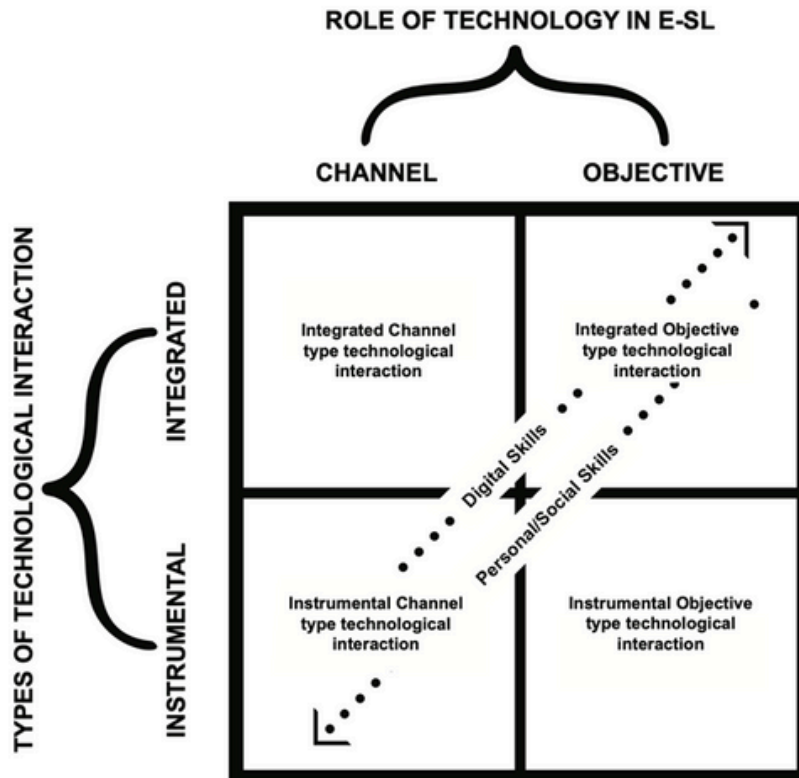 ROLE OF TECHNOLOGY IN E-SL
CHANNEL
OBJECTIVE
TYPES OF TECHNOLOGICAL INTERACTION
INTEGRATED
Integrated Channel
type technological
interaction
Integrated Objective
type technological
interaction
Digital Skills
Personal/Social Skills
INSTRUMENTAL
Instrumental Channel
type technological
interaction
Instrumental Objective
type technological
interaction